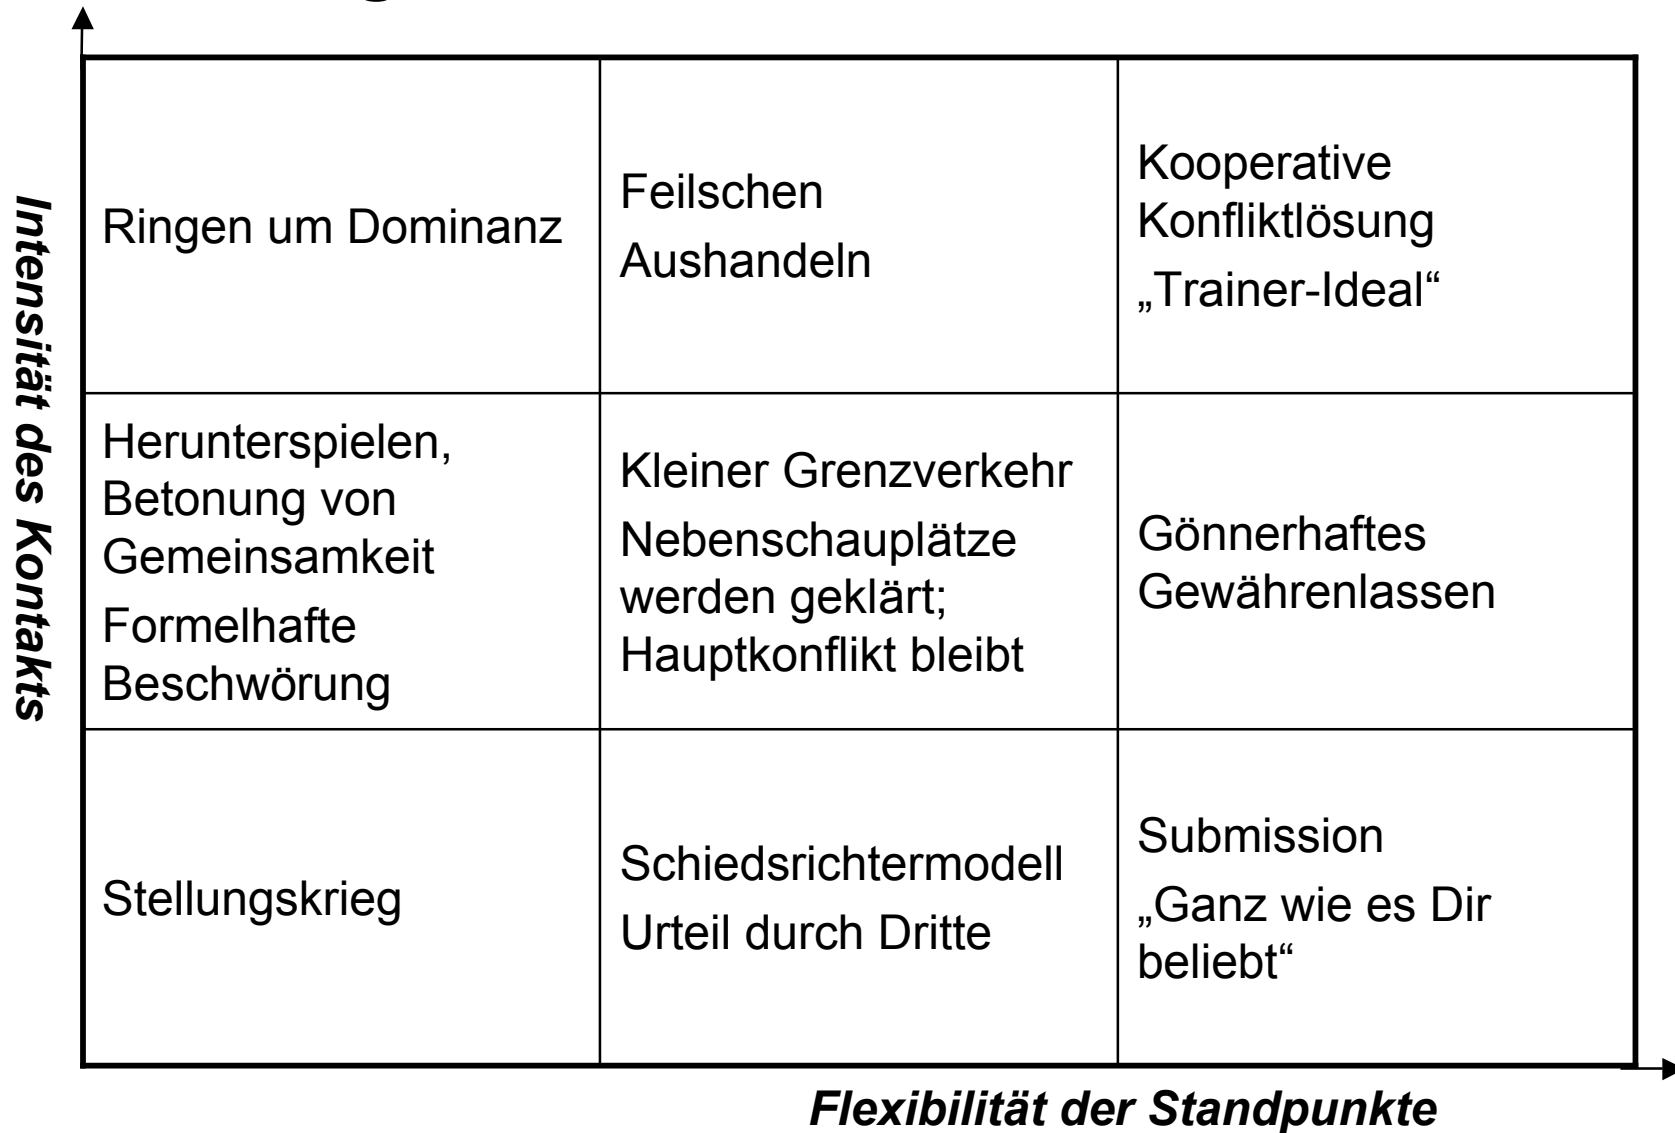 Intensität des Kontakts
Ringen um Dominanz
Feilschen
Aushandeln
Kooperative
Konfliktlösung
„Trainer-Ideal“
Herunterspielen,
Betonung von
Gemeinsamkeit
Formelhafte
Beschwörung
Kleiner Grenzverkehr
Nebenschauplätze
werden geklärt;
Hauptkonflikt bleibt
Gönnerhaftes
Gewährenlassen
Stellungskrieg
Schiedsrichtermodell
Urteil durch Dritte
Submission
„Ganz wie es Dir
beliebt“
Flexibilität der Standpunkte